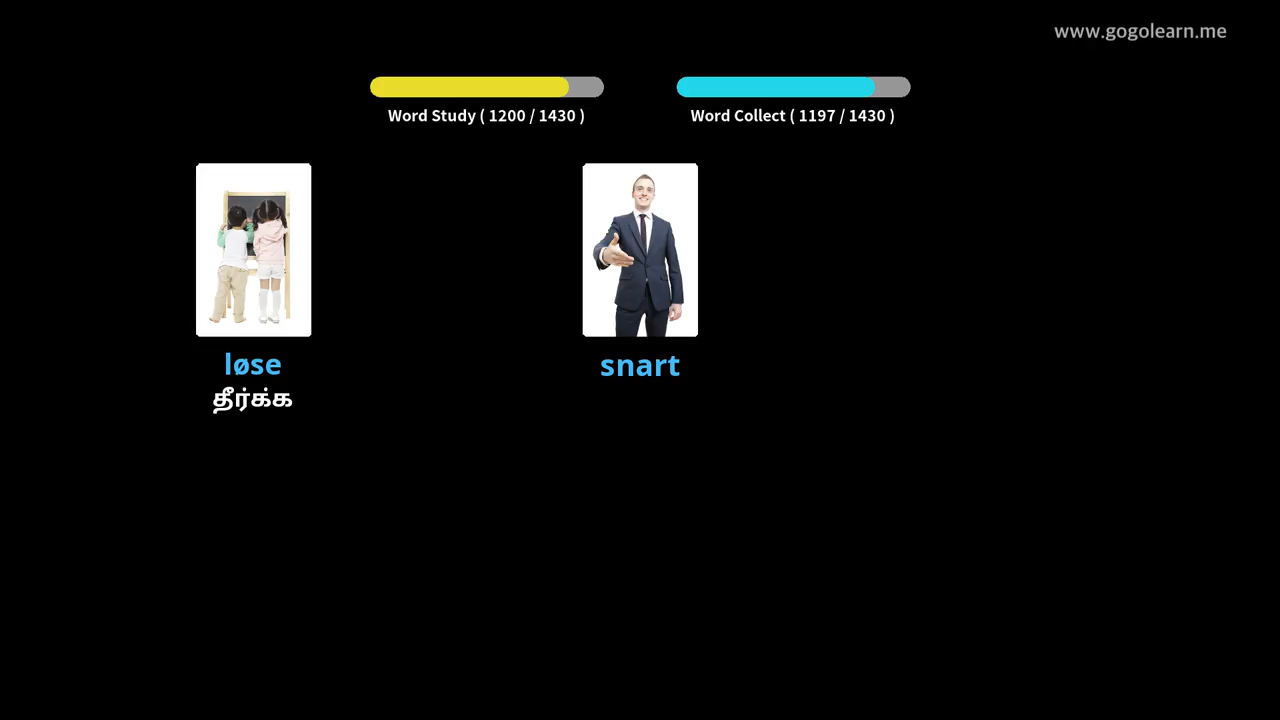 www.gogolearn.me
Word Study ( 1200 / 1430 )
Word Collect ( 1197 / 1430 )
løse
தீர்க்க
snart